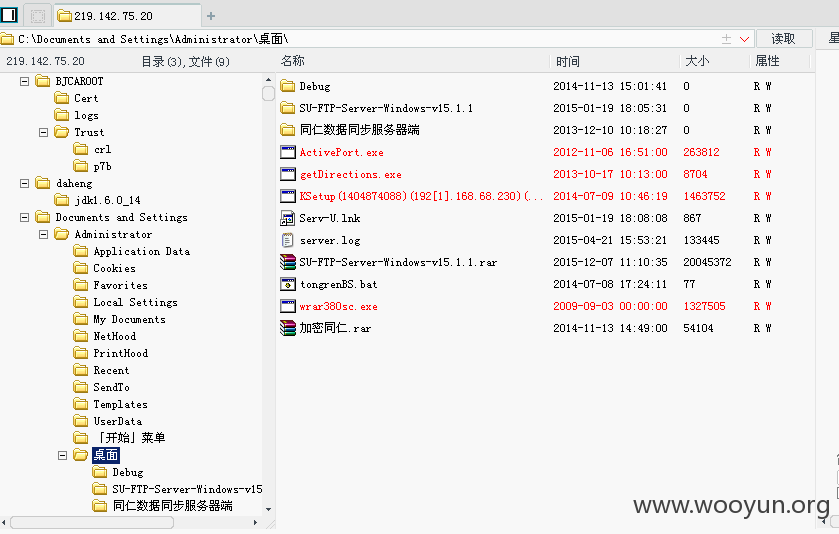 219.142.75.20
C:\Documents and Settings\Administrator\桌面\
读取
219.142.75.20 目录(3),文件(9) 名称 时间 大小 属性
BJCAROOT
Cert
logs
Trust
crl
p7b
daheng
jdk1.6.0_14
Documents and Settings
Administrator
Application Data
Cookies
Favorites
Local Settings
My Documents
NetHood
PrintHood
Recent
SendTo
Templates
UserData
「开始」菜单
桌面
Debug
SU-FTP-Server-Windows-v15
同仁数据同步服务器端
Debug 2014-11-13 15:01:41 0 R W
SU-FTP-Server-Windows-v15.1.1 2015-01-19 18:05:31 0 R W
同仁数据同步服务器端 2013-12-10 10:18:27 0 R W
ActivePort.exe 2012-11-06 16:51:00 263812 R W
getDirections.exe 2013-10-17 10:13:00 8704 R W
KSetup(1404874088)(192[1].168.68.230)(... 2014-07-09 10:46:19 1463752 R W
Serv-U.lnk 2015-01-19 18:08:08 867 R W
server.log 2015-04-21 15:53:21 133445 R W
SU-FTP-Server-Windows-v15.1.1.rar 2015-12-07 11:10:35 20045372 R W
tongrenBS.bat 2014-07-08 17:24:11 77 R W
wrar380sc.exe 2009-09-03 00:00:00 1327505 R W
加密同仁.rar 2014-11-13 14:49:00 54104 R W
www.wooyun.org